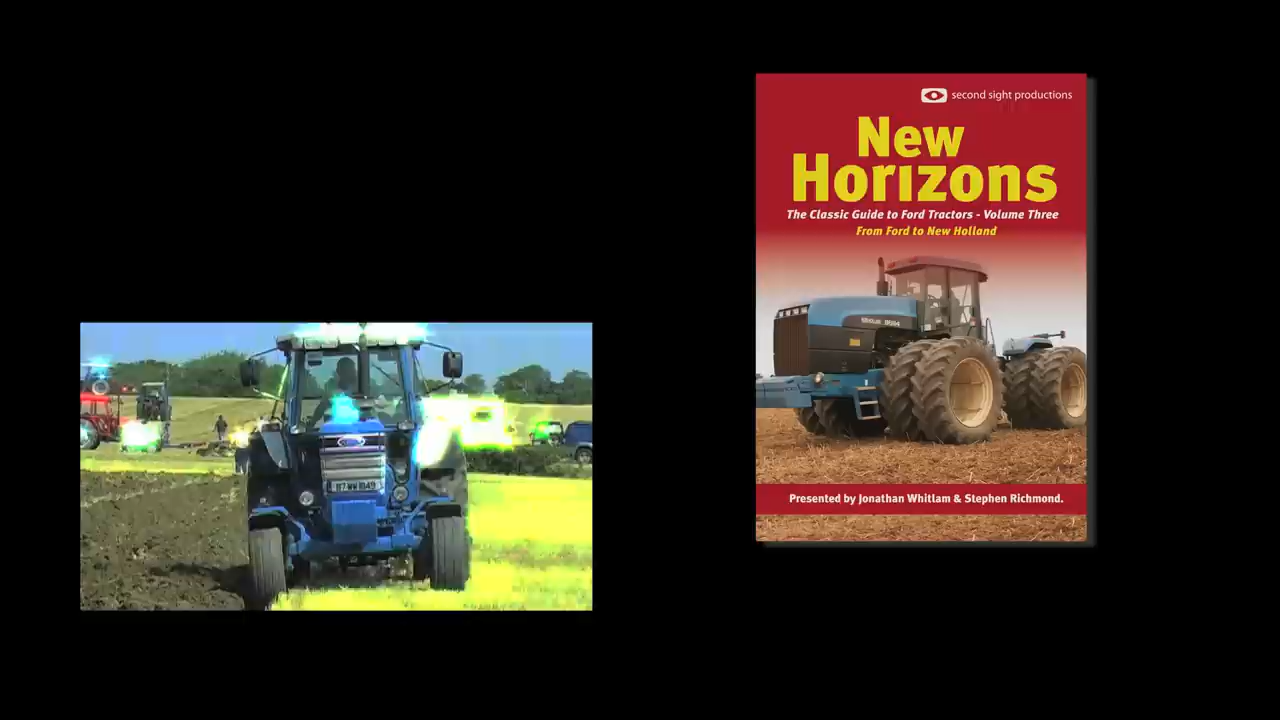 second sight productions
New
Horizons
The Classic Guide to Ford Tractors - Volume Three
From Ford to New Holland
Presented by Jonathan Whitlam & Stephen Richmond.